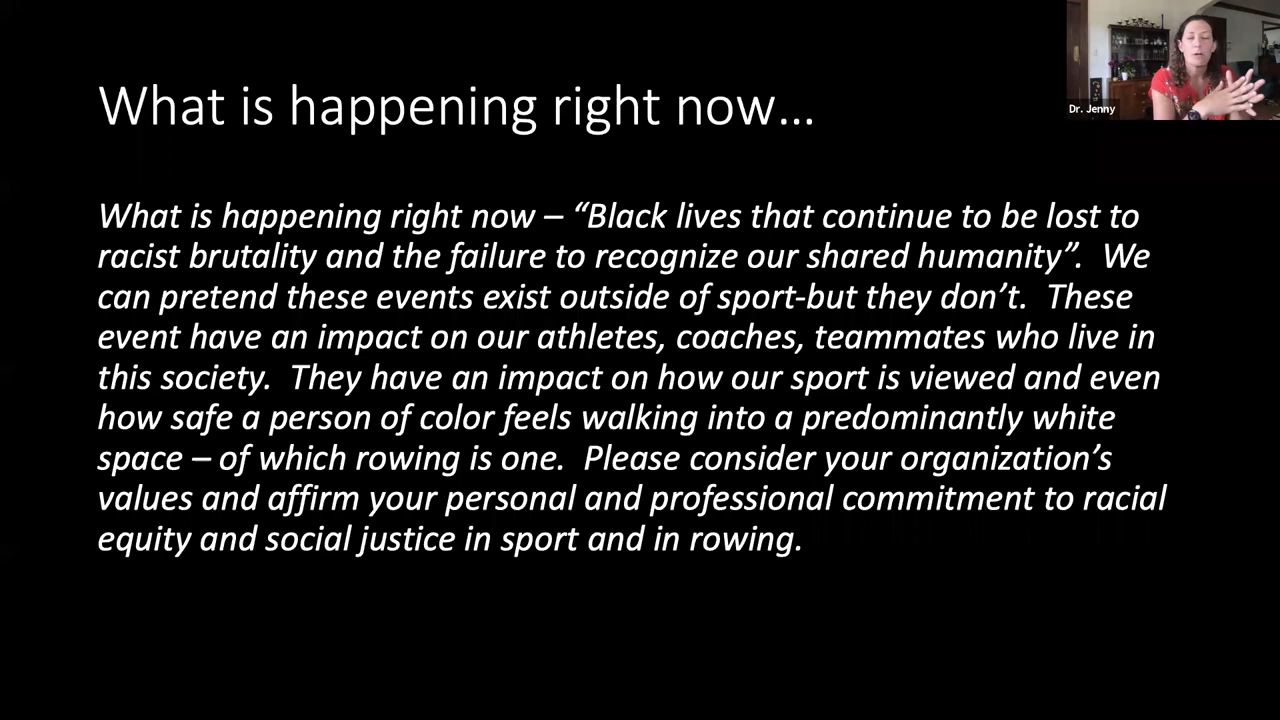 What is happening right now…
Dr. Jenny
What is happening right now – “Black lives that continue to be lost to
racist brutality and the failure to recognize our shared humanity”.  We
can pretend these events exist outside of sport-but they don’t.  These
event have an impact on our athletes, coaches, teammates who live in
this society.  They have an impact on how our sport is viewed and even
how safe a person of color feels walking into a predominantly white
space – of which rowing is one.  Please consider your organization’s
values and affirm your personal and professional commitment to racial
equity and social justice in sport and in rowing.